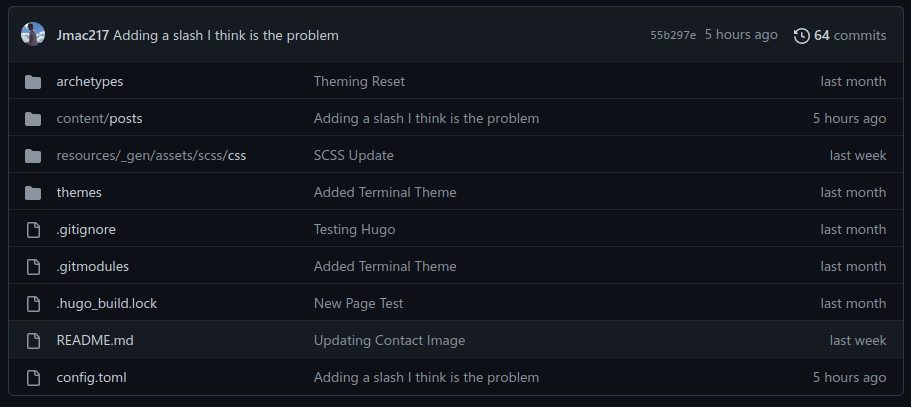 Jmac217 Adding a slash I think is the problem 55b297e 5 hours ago 64 commits
archetypes Theming Reset last month
content/posts Adding a slash I think is the problem 5 hours ago
resources/_gen/assets/scss/css SCSS Update last week
themes Added Terminal Theme last month
.gitignore Testing Hugo last month
.gitmodules Added Terminal Theme last month
.hugo_build.lock New Page Test last month
README.md Updating Contact Image last week
config.toml Adding a slash I think is the problem 5 hours ago